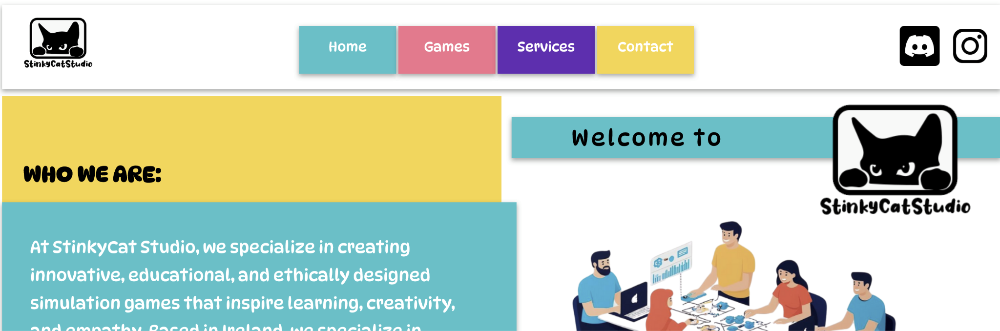 StinkyCatStudio
Home
Games
Services
Contact
WHO WE ARE:
At StinkyCat Studio, we specialize in creating
innovative, educational, and ethically designed
simulation games that inspire learning, creativity,
and empathy. Based in Ireland, we specialize in
Welcome to
StinkyCatStudio